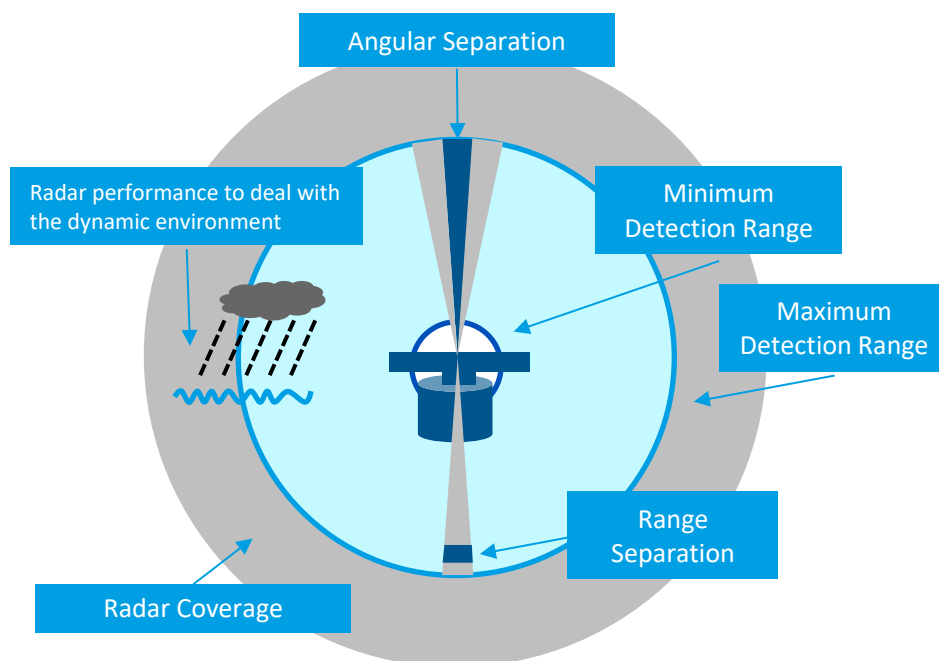 Angular Separation
Radar performance to deal with
the dynamic environment
Minimum
Detection Range
Maximum
Detection Range
Range
Separation
Radar Coverage